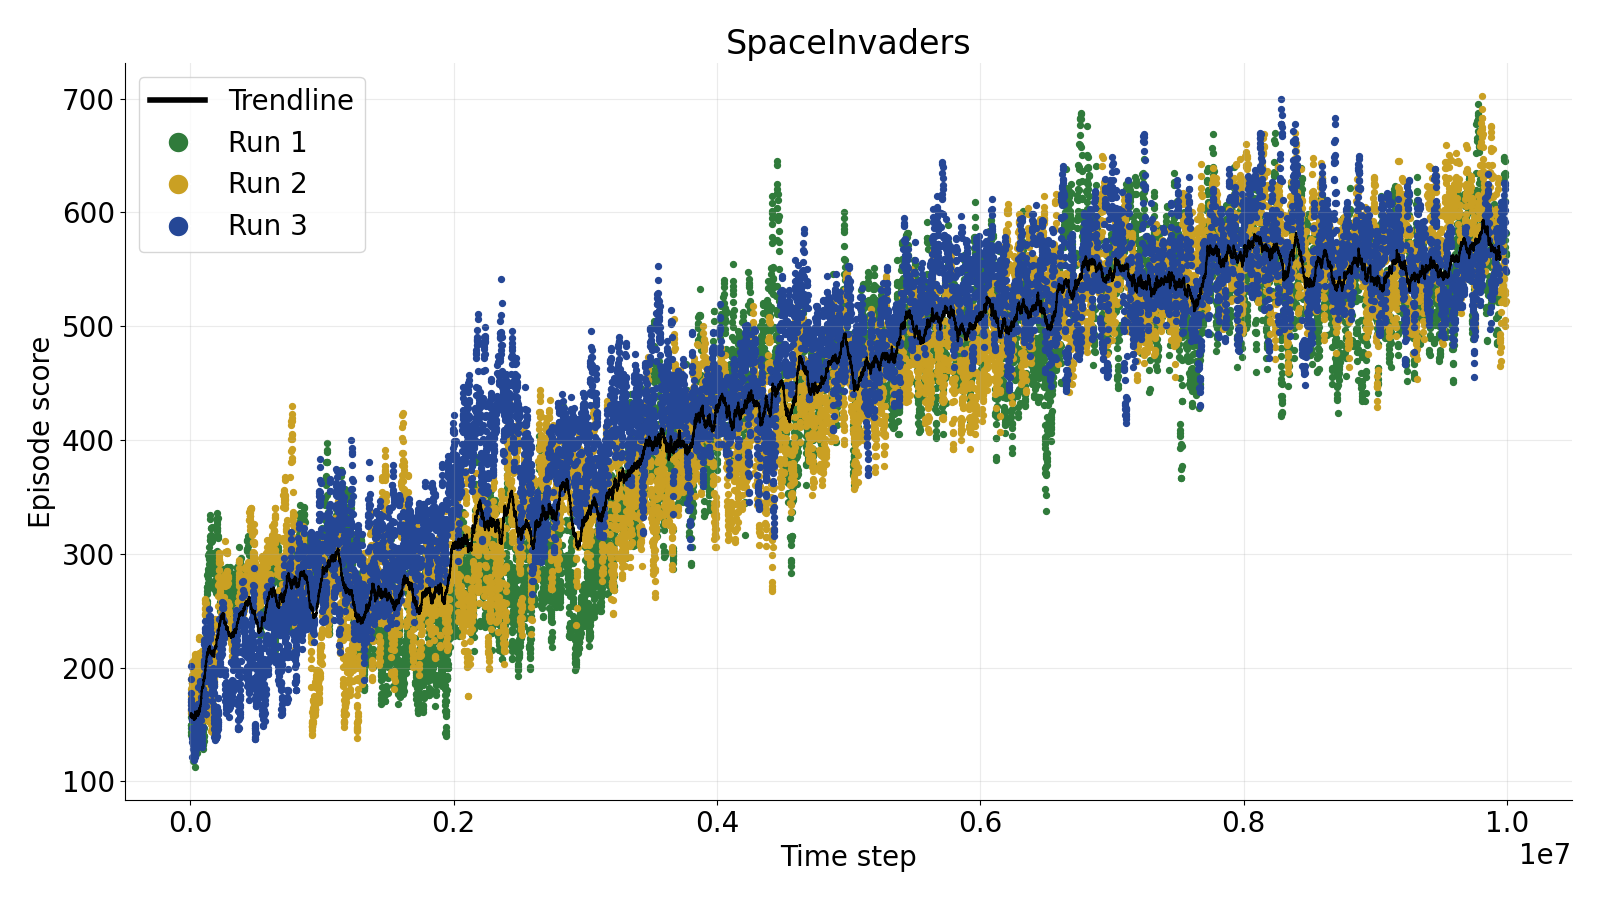 SpaceInvaders
Trendline
Run 1
Run 2
Run 3
Episode score
700
600
500
400
300
200
100
0.0 0.2 0.4 0.6 0.8 1.0
1e7
Time step